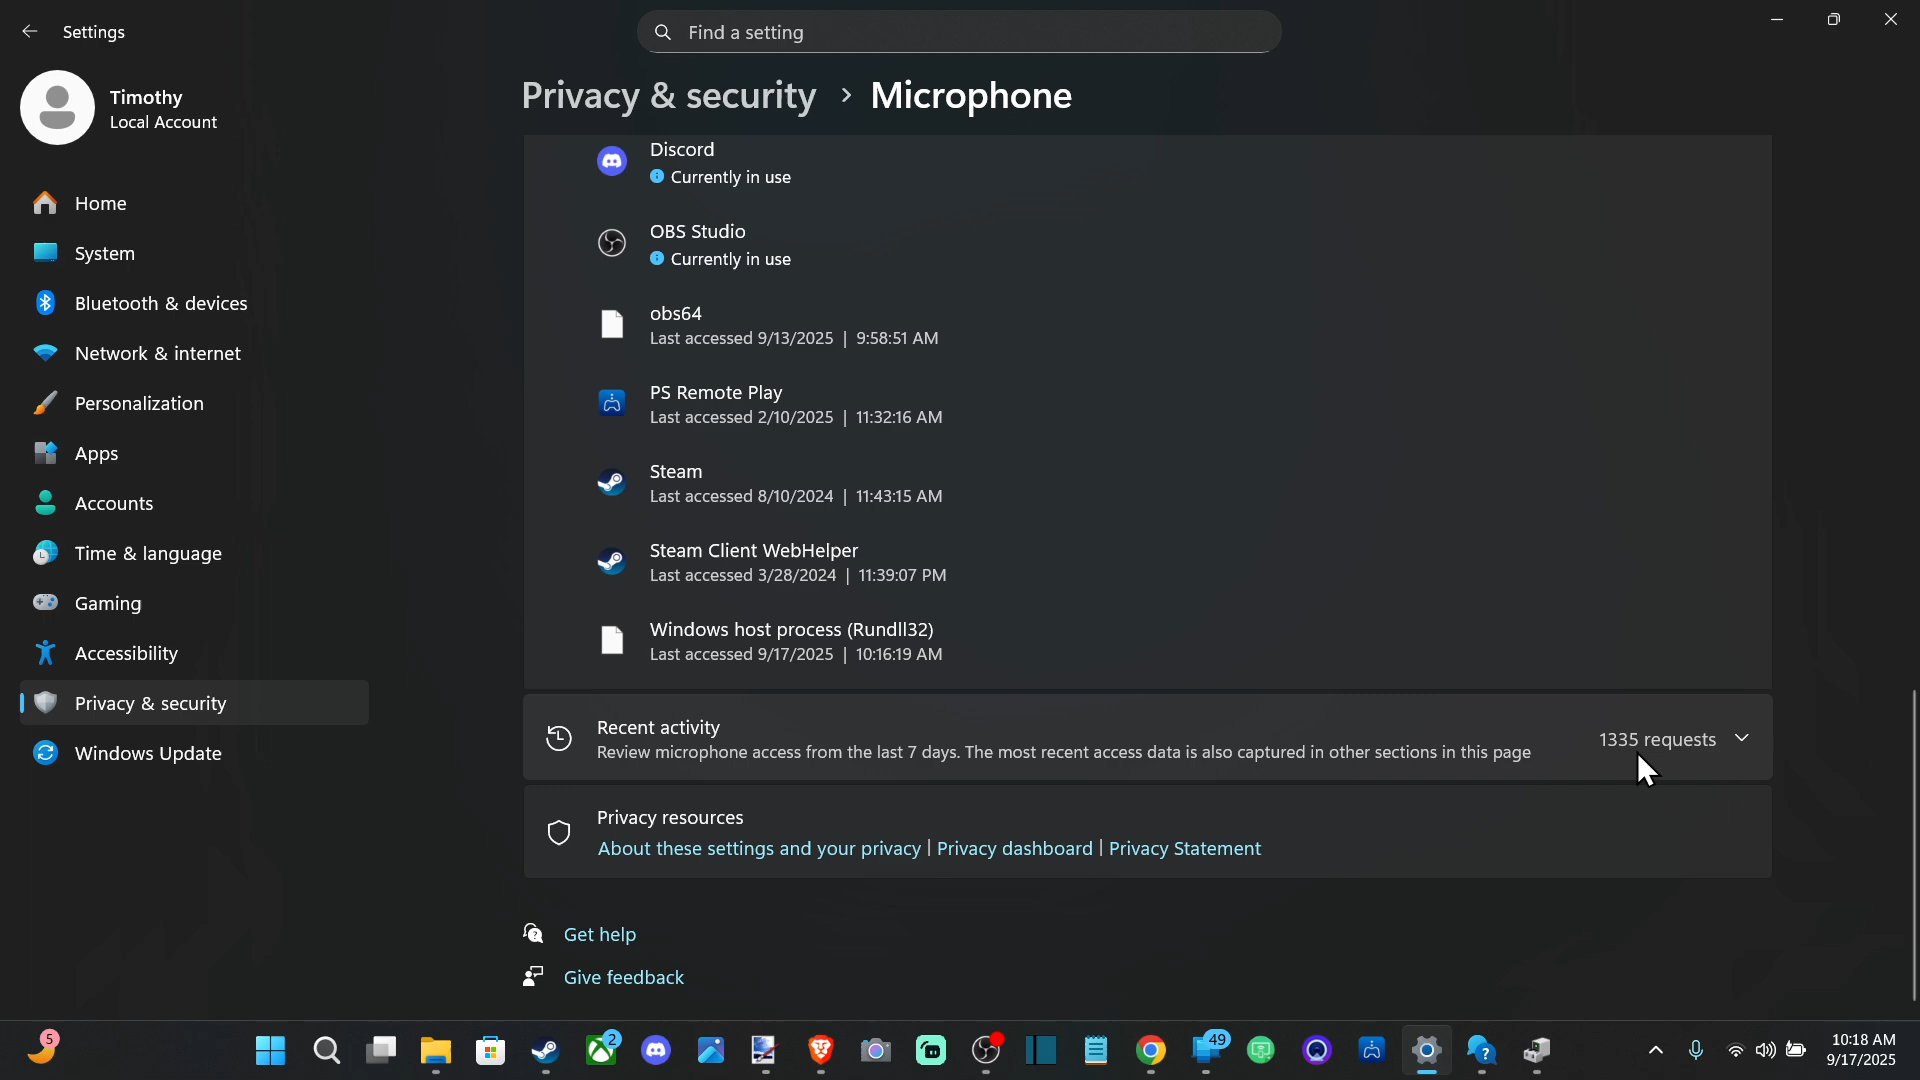 Settings
Find a setting
Timothy
Local Account
Home
System
Bluetooth & devices
Network & internet
Personalization
Apps
Accounts
Time & language
Gaming
Accessibility
Privacy & security
Windows Update
Privacy & security > Microphone
Discord
Currently in use
OBS Studio
Currently in use
obs64
Last accessed 9/13/2025 | 9:58:51 AM
PS Remote Play
Last accessed 2/10/2025 | 11:32:16 AM
Steam
Last accessed 8/10/2024 | 11:43:15 AM
Steam Client WebHelper
Last accessed 3/28/2024 | 11:39:07 PM
Windows host process (Rundll32)
Last accessed 9/17/2025 | 10:16:19 AM
Recent activity
Review microphone access from the last 7 days. The most recent access data is also captured in other sections in this page
1335 requests
Privacy resources
About these settings and your privacy | Privacy dashboard | Privacy Statement
Get help
Give feedback
5
2
49
10:18 AM
9/17/2025